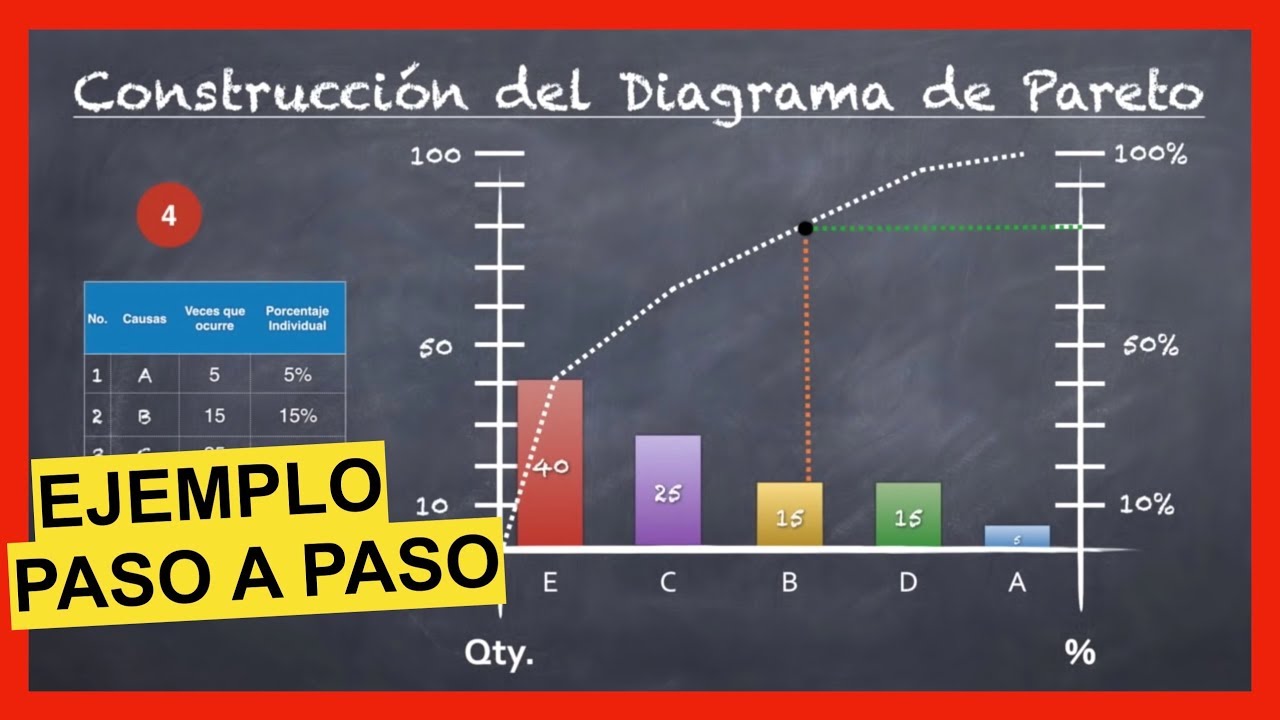 Construcción del Diagrama de Pareto
4
No. Causas Veces que ocurre Porcentaje Individual
1 A 5 5%
2 B 15 15%
EJEMPLO
PASO A PASO
100
50
10
40
25
15
15
5
100%
50%
10%
E C B D A
Qty. %